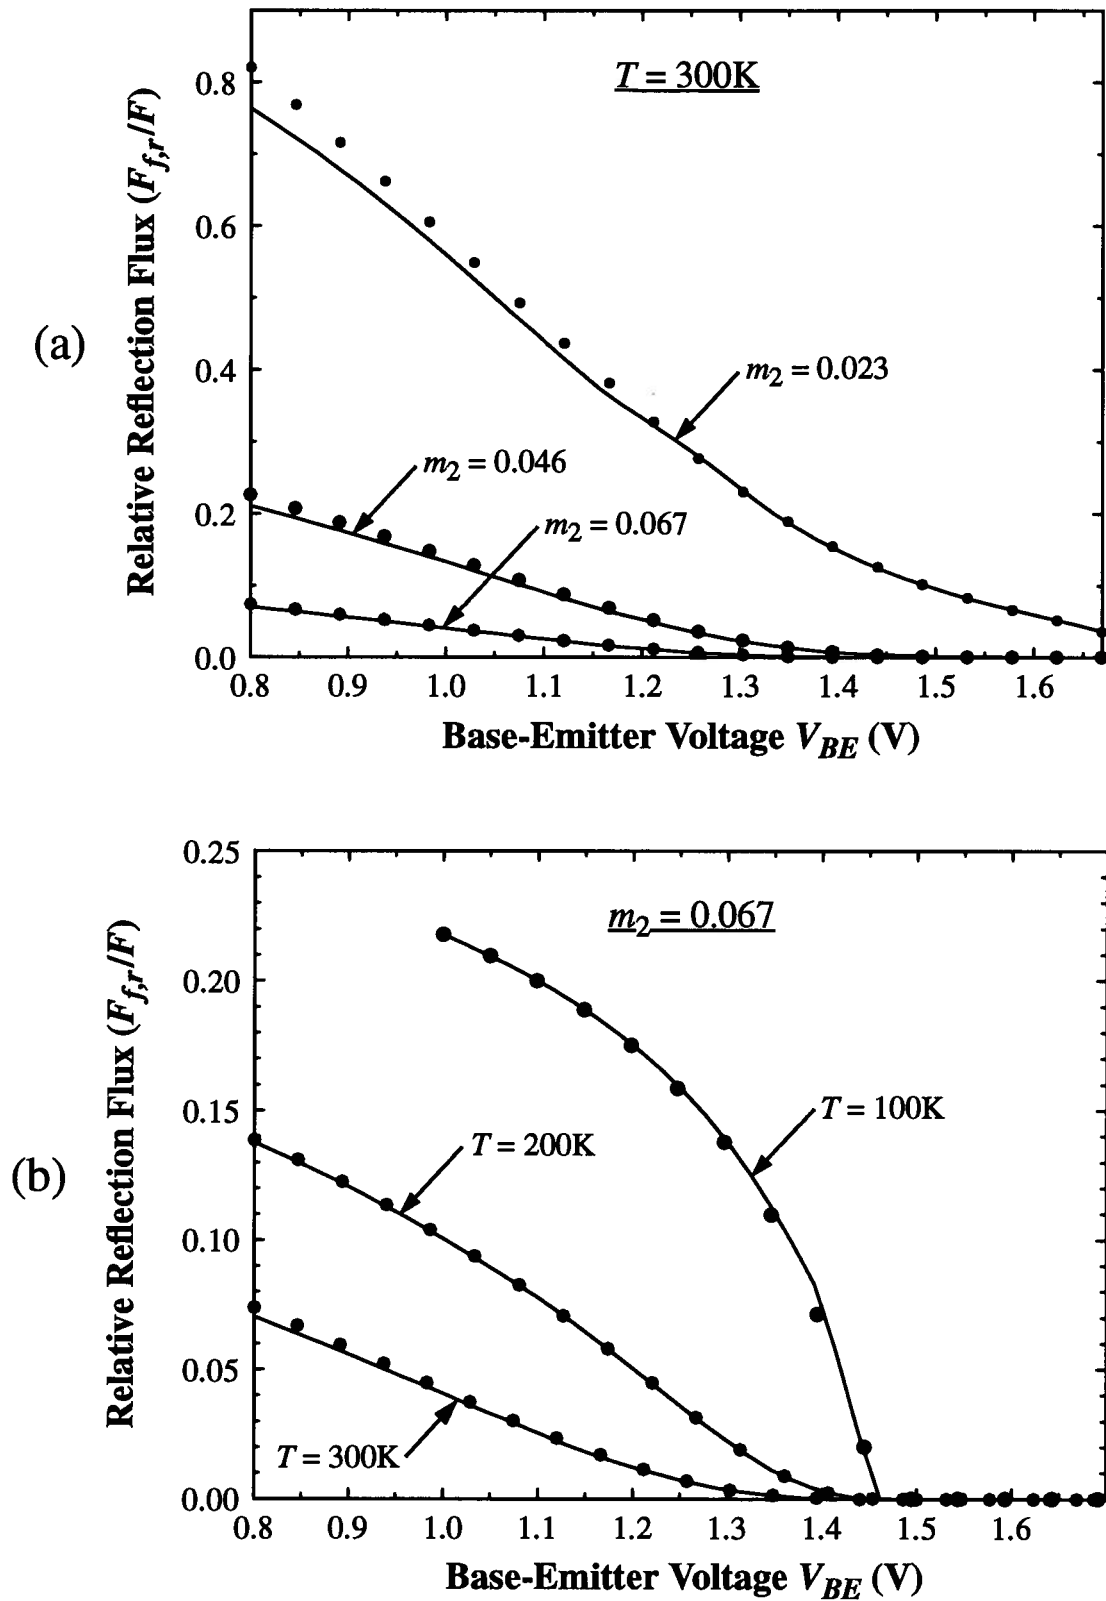 (a)
Relative Reflection Flux (F_f,r/F)
T = 300K
0.8
0.6
0.4
0.2
0.0
m2 = 0.023
m2 = 0.046
m2 = 0.067
0.8 0.9 1.0 1.1 1.2 1.3 1.4 1.5 1.6
Base-Emitter Voltage VBE (V)
(b)
Relative Reflection Flux (F_f,r/F)
m2 = 0.067
0.25
0.20
0.15
0.10
0.05
0.00
T = 100K
T = 200K
T = 300K
0.8 0.9 1.0 1.1 1.2 1.3 1.4 1.5 1.6
Base-Emitter Voltage VBE (V)